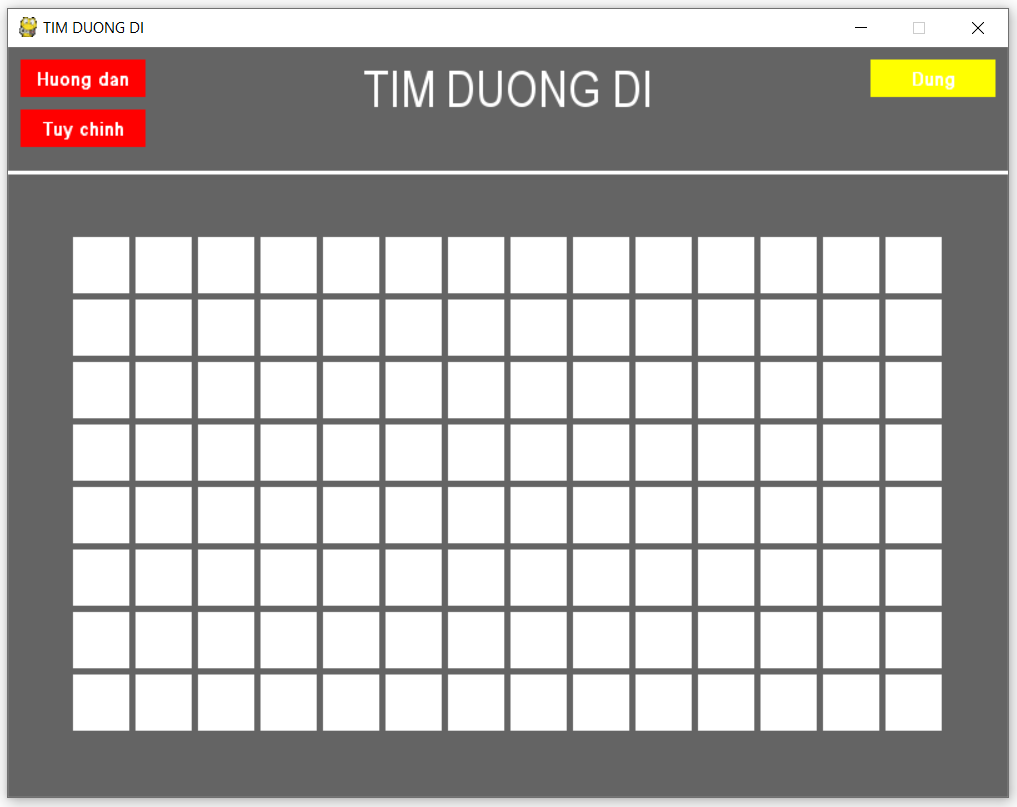 TIM DUONG DI
Huong dan
TIM DUONG DI
Dung
Tuy chinh